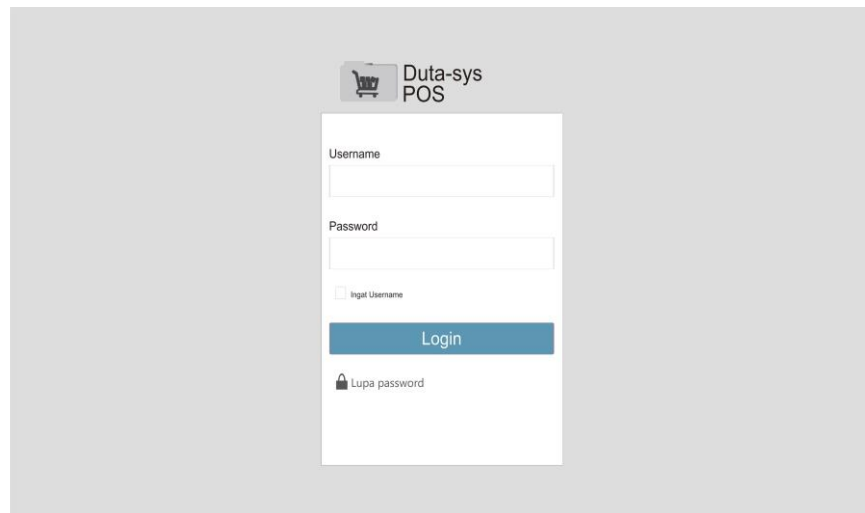 Duta-sys
POS
Username
Password
Ingat Username
Login
Lupa password